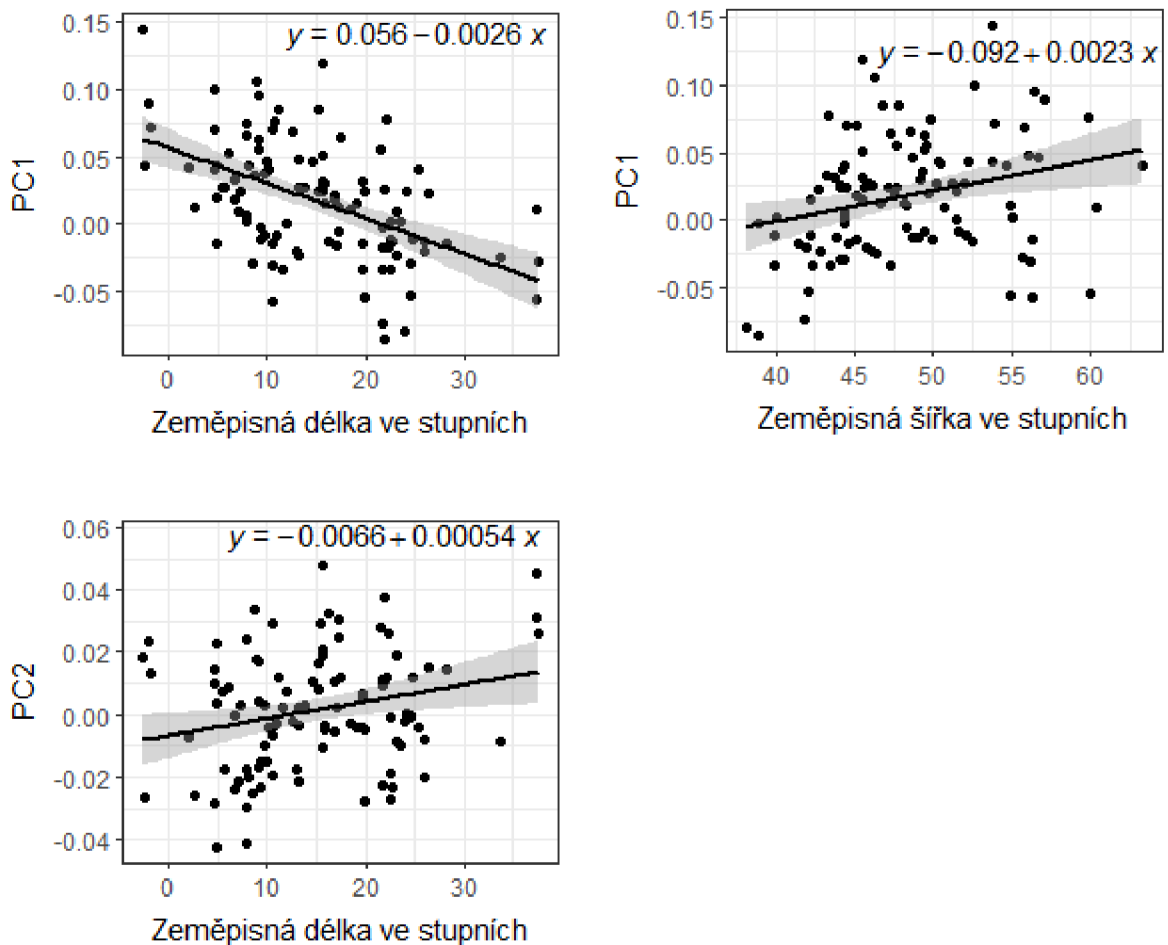 y = 0.056 − 0.0026 x
0.15
0.10
0.05
0.00
-0.05
PC1
0 10 20 30
Zeměpisná délka ve stupních
y = −0.092 + 0.0023 x
0.15
0.10
0.05
0.00
-0.05
PC1
40 45 50 55 60
Zeměpisná šířka ve stupních
y = −0.0066 + 0.00054 x
0.06
0.04
0.02
0.00
-0.02
-0.04
PC2
0 10 20 30
Zeměpisná délka ve stupních